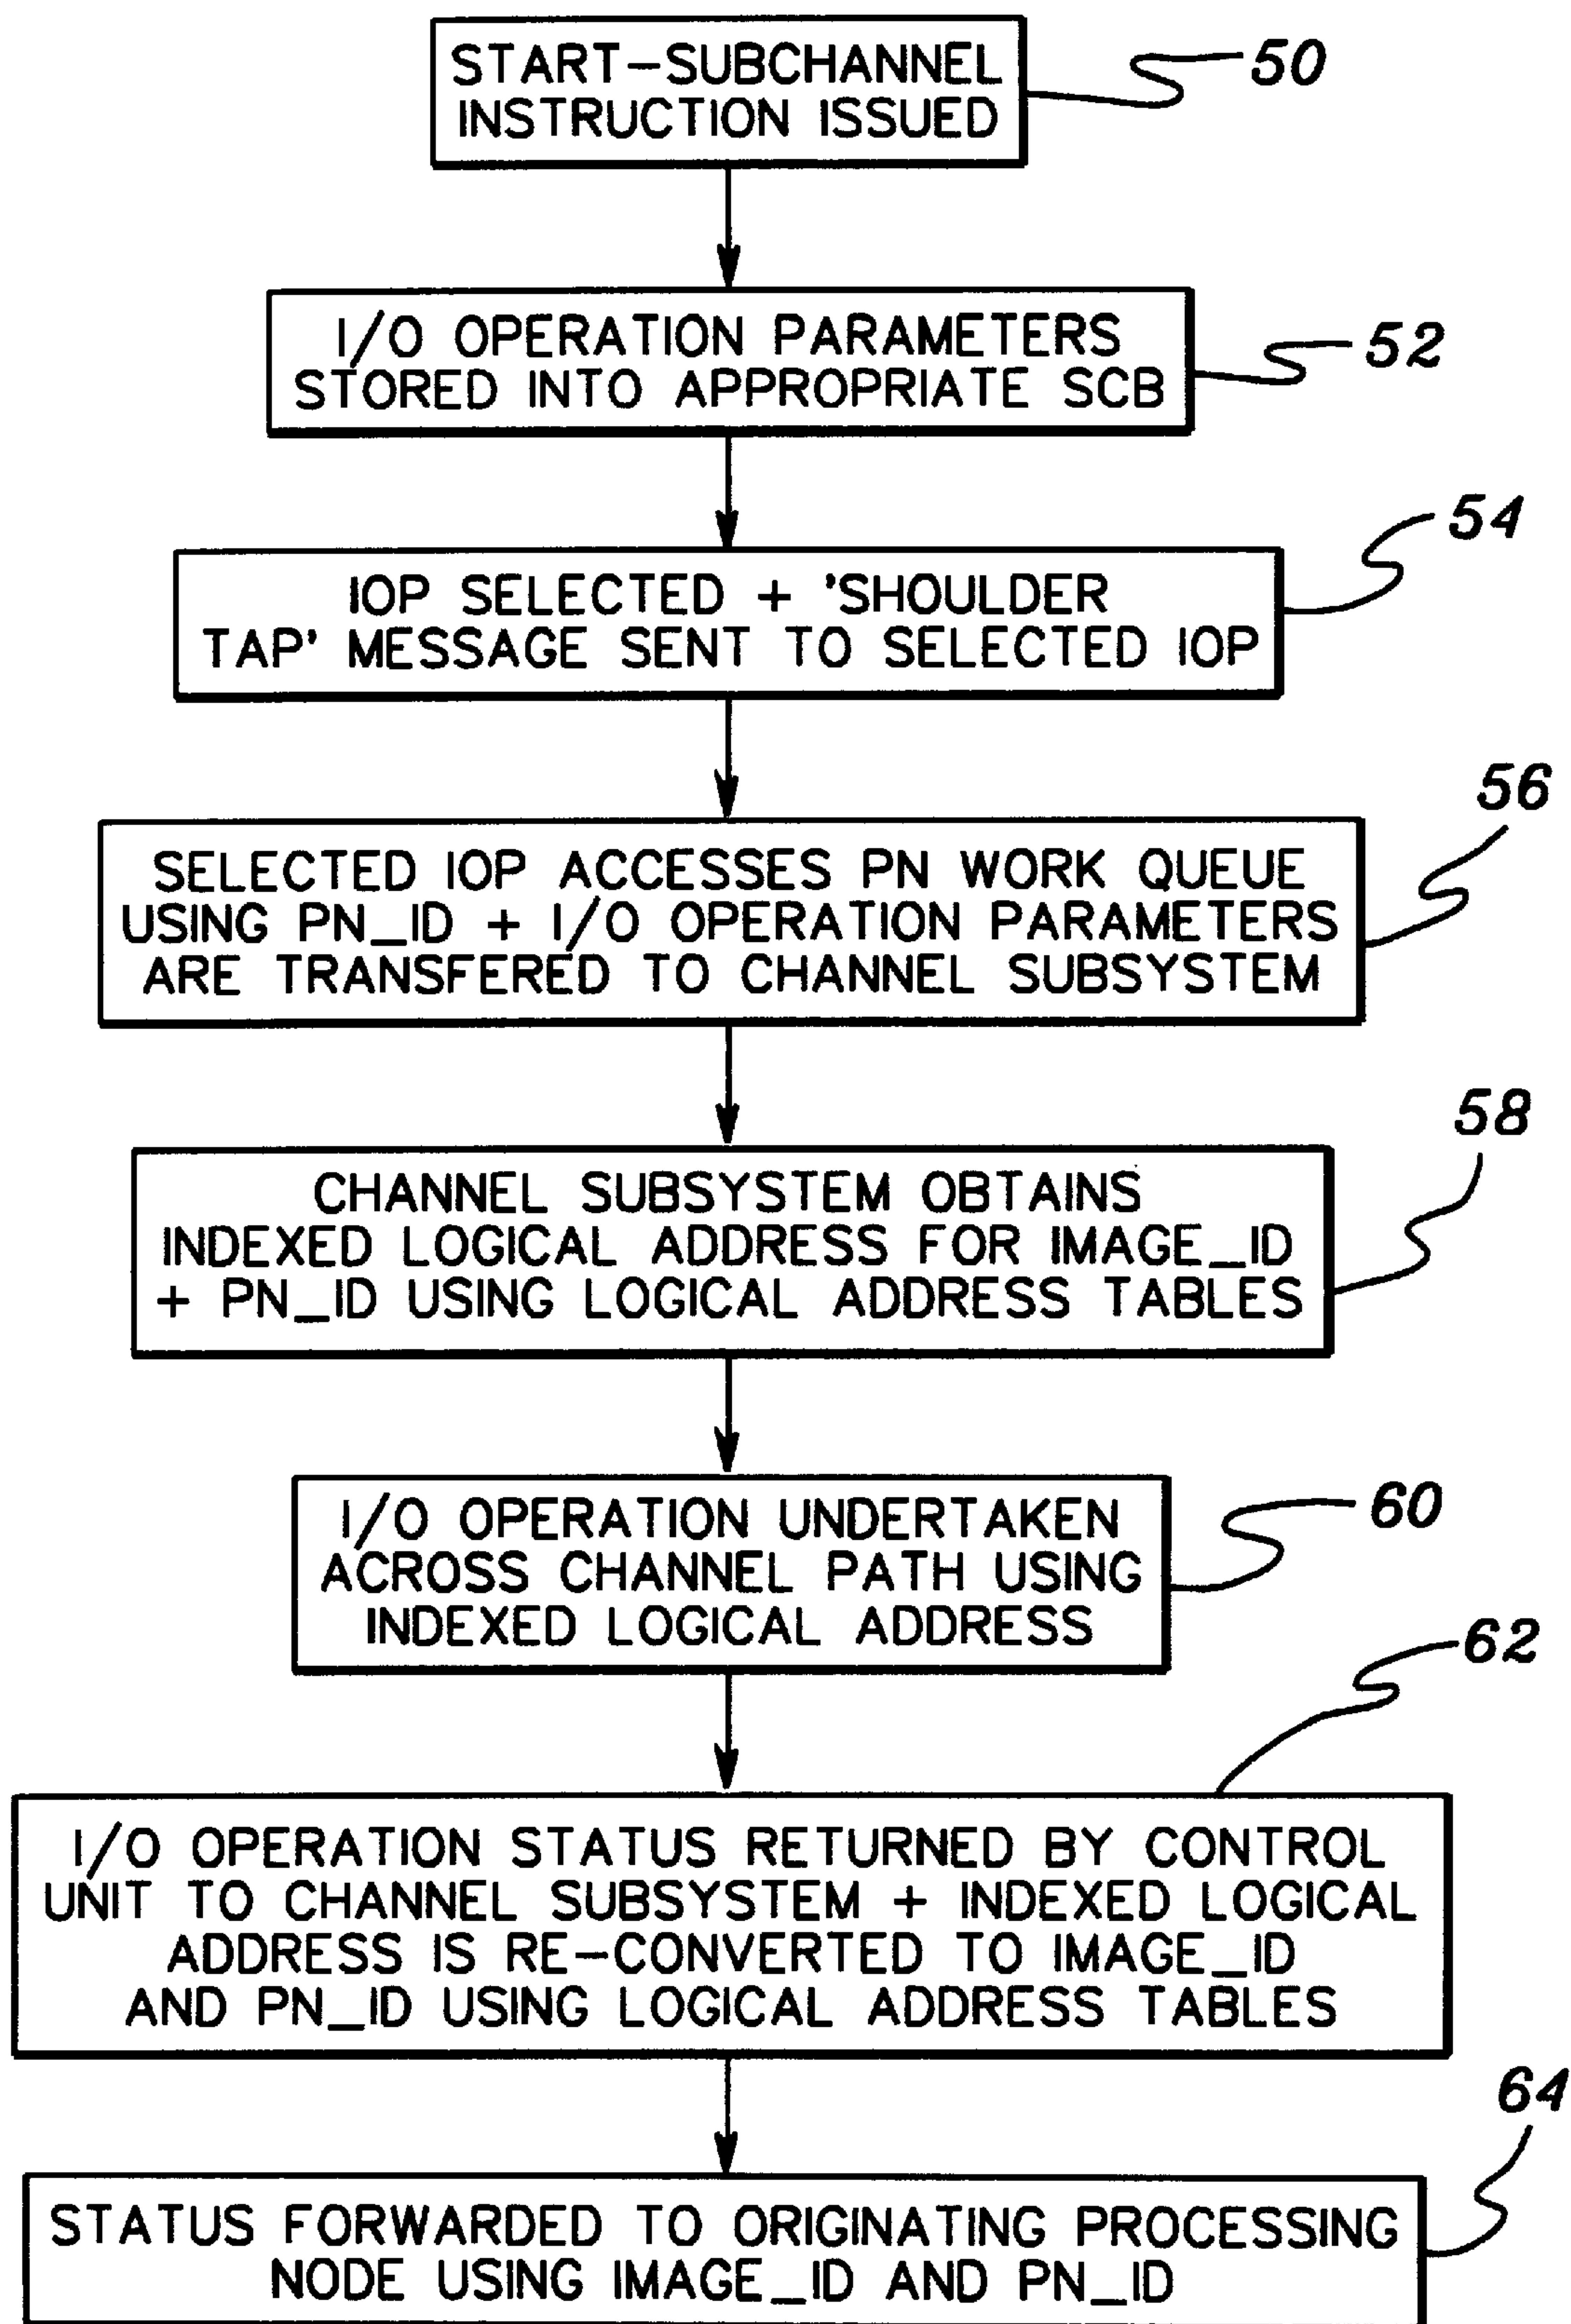 START-SUBCHANNEL
INSTRUCTION ISSUED
50
I/O OPERATION PARAMETERS
STORED INTO APPROPRIATE SCB
52
54
IOP SELECTED + 'SHOULDER
TAP' MESSAGE SENT TO SELECTED IOP
56
SELECTED IOP ACCESSES PN WORK QUEUE
USING PN_ID + I/O OPERATION PARAMETERS
ARE TRANSFERED TO CHANNEL SUBSYSTEM
58
CHANNEL SUBSYSTEM OBTAINS
INDEXED LOGICAL ADDRESS FOR IMAGE_ID
+ PN_ID USING LOGICAL ADDRESS TABLES
60
I/O OPERATION UNDERTAKEN
ACROSS CHANNEL PATH USING
INDEXED LOGICAL ADDRESS
62
I/O OPERATION STATUS RETURNED BY CONTROL
UNIT TO CHANNEL SUBSYSTEM + INDEXED LOGICAL
ADDRESS IS RE-CONVERTED TO IMAGE_ID
AND PN_ID USING LOGICAL ADDRESS TABLES
64
STATUS FORWARDED TO ORIGINATING PROCESSING
NODE USING IMAGE_ID AND PN_ID